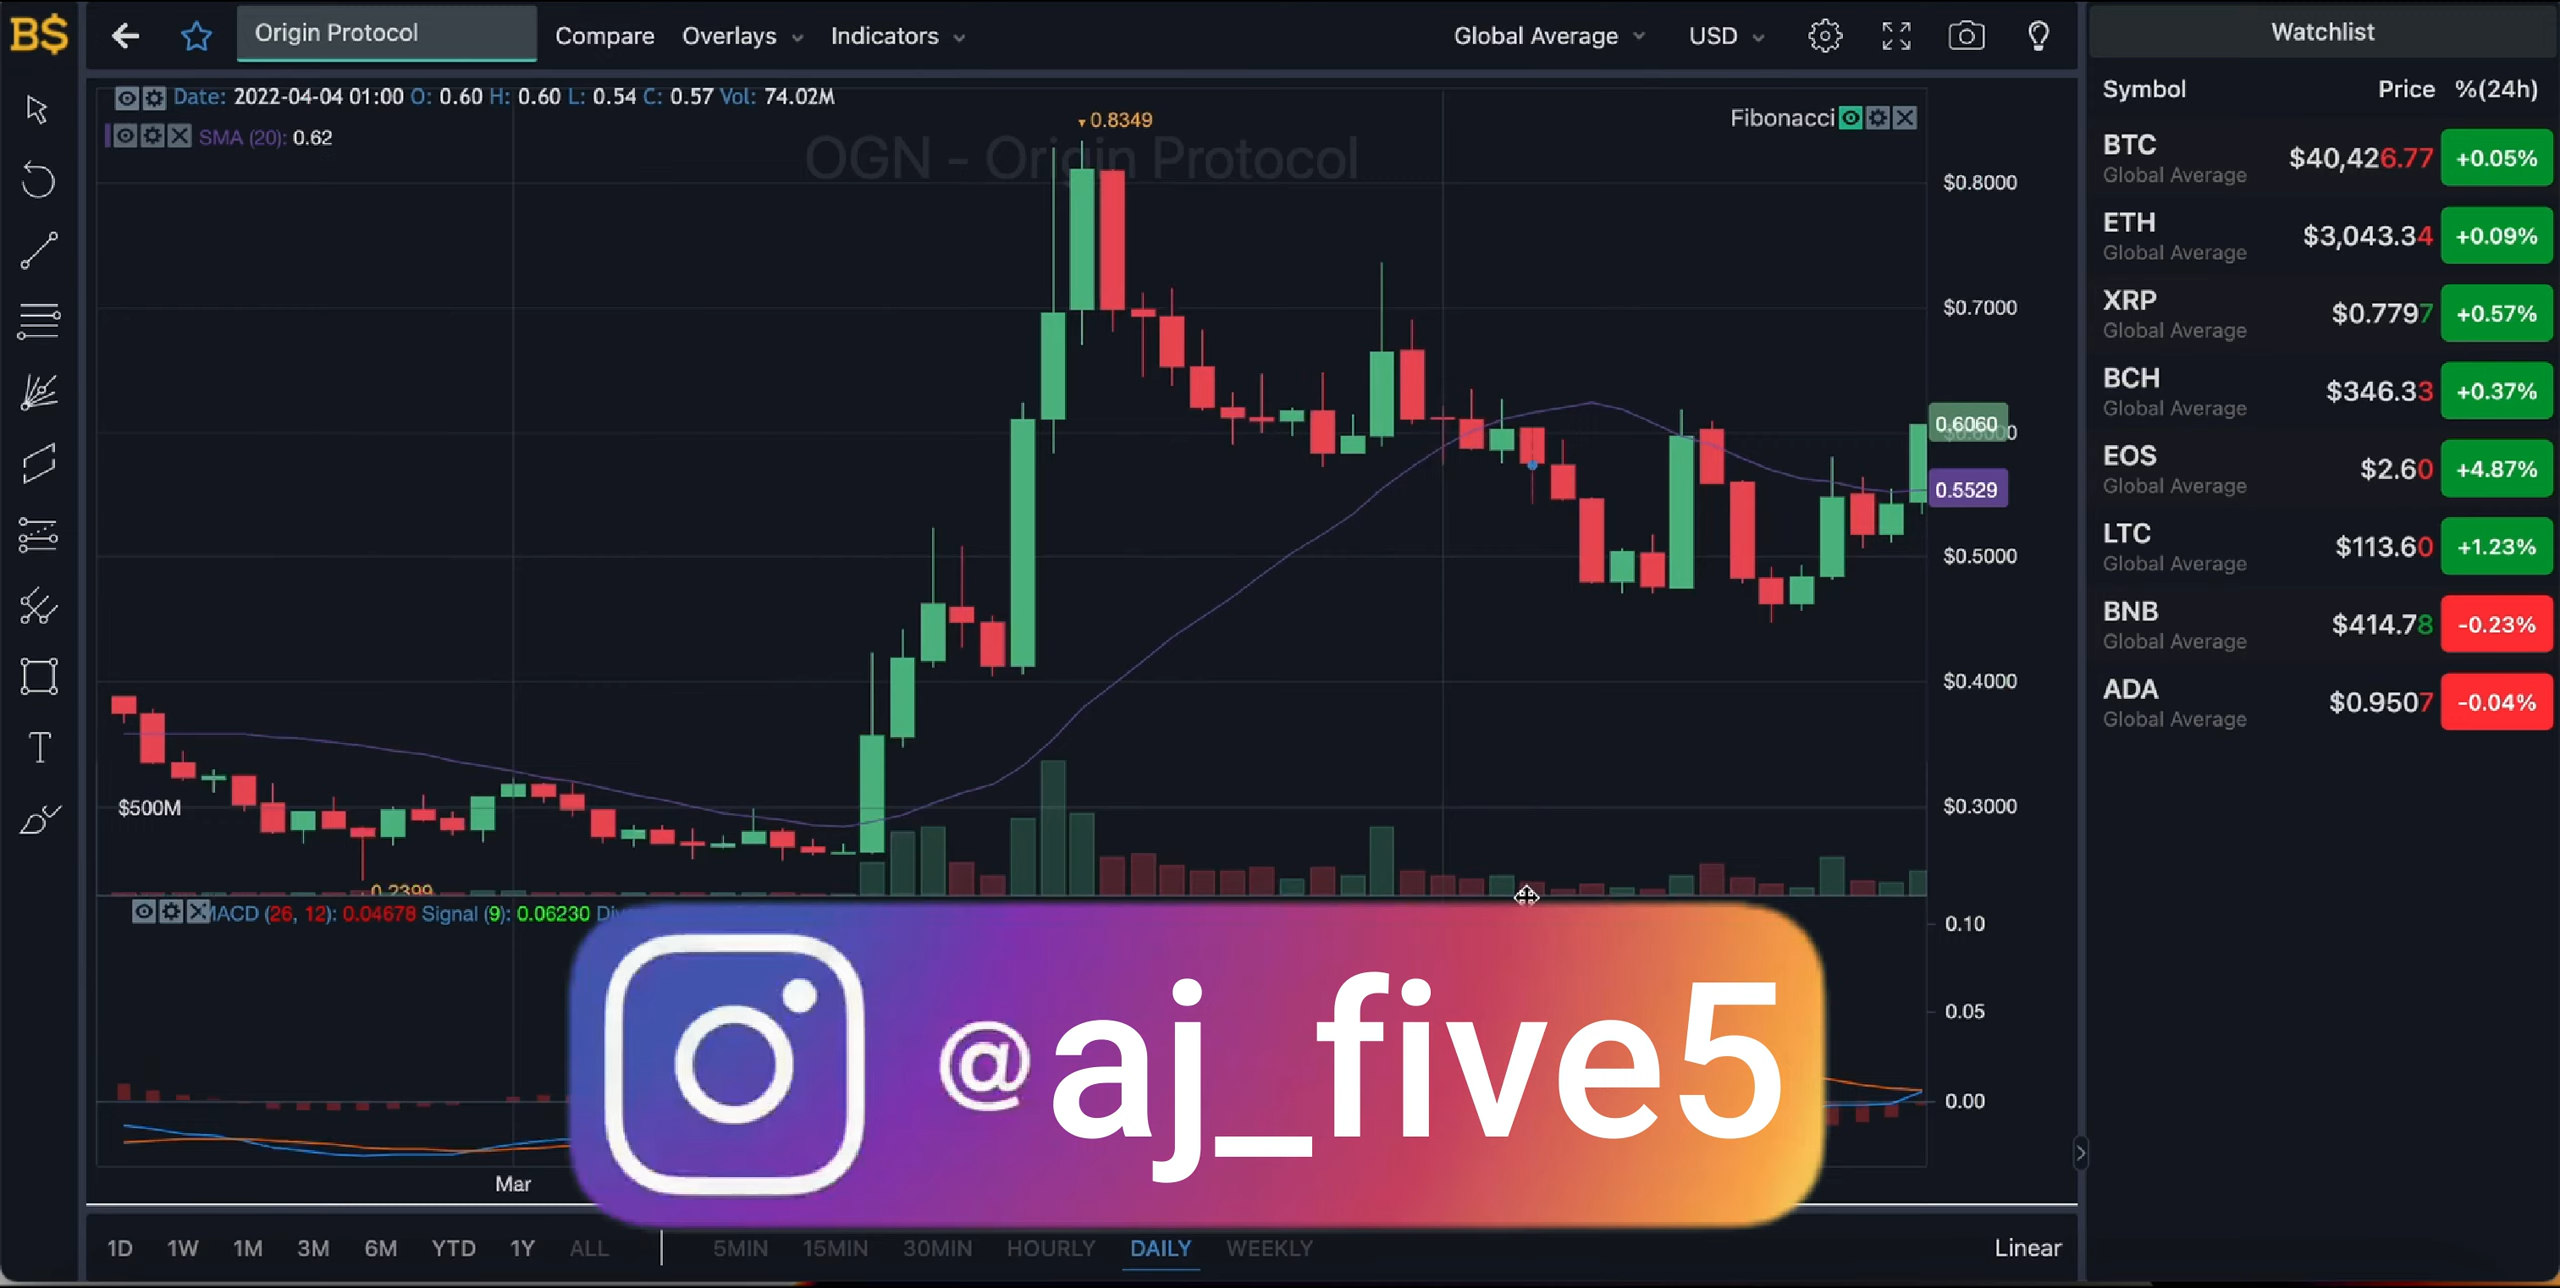 B$
Origin Protocol
Compare
Overlays
Indicators
Global Average
USD
Watchlist
Date: 2022-04-04 01:00 O: 0.60 H: 0.60 L: 0.54 C: 0.57 Vol: 74.02M
SMA (20): 0.62
0.8349
OGN - Origin Protocol
Fibonacci
$0.8000
$0.7000
0.6060
0.5529
$0.5000
$0.4000
$0.3000
$500M
0.2399
MACD (26, 12): 0.04678 Signal (9): 0.06230
0.10
0.05
0.00
@aj_five5
Mar
1D 1W 1M 3M 6M YTD 1Y ALL
5MIN 15MIN 30MIN HOURLY DAILY WEEKLY
Linear
Symbol Price %(24h)
BTC $40,426.77 +0.05%
Global Average
ETH $3,043.34 +0.09%
Global Average
XRP $0.7797 +0.57%
Global Average
BCH $346.33 +0.37%
Global Average
EOS $2.60 +4.87%
Global Average
LTC $113.60 +1.23%
Global Average
BNB $414.78 -0.23%
Global Average
ADA $0.9507 -0.04%
Global Average